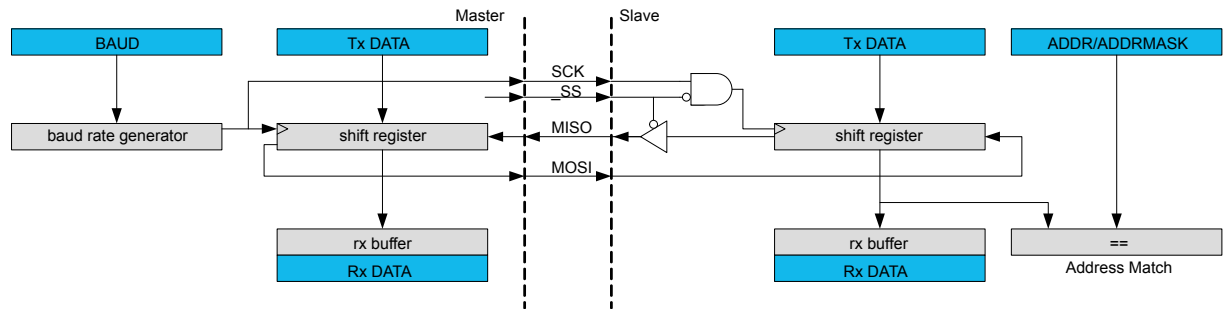 Master
Slave
BAUD
Tx DATA
Tx DATA
ADDR/ADDRMASK
SCK
_SS
baud rate generator
shift register
MISO
shift register
MOSI
rx buffer
rx buffer
==
Rx DATA
Rx DATA
Address Match